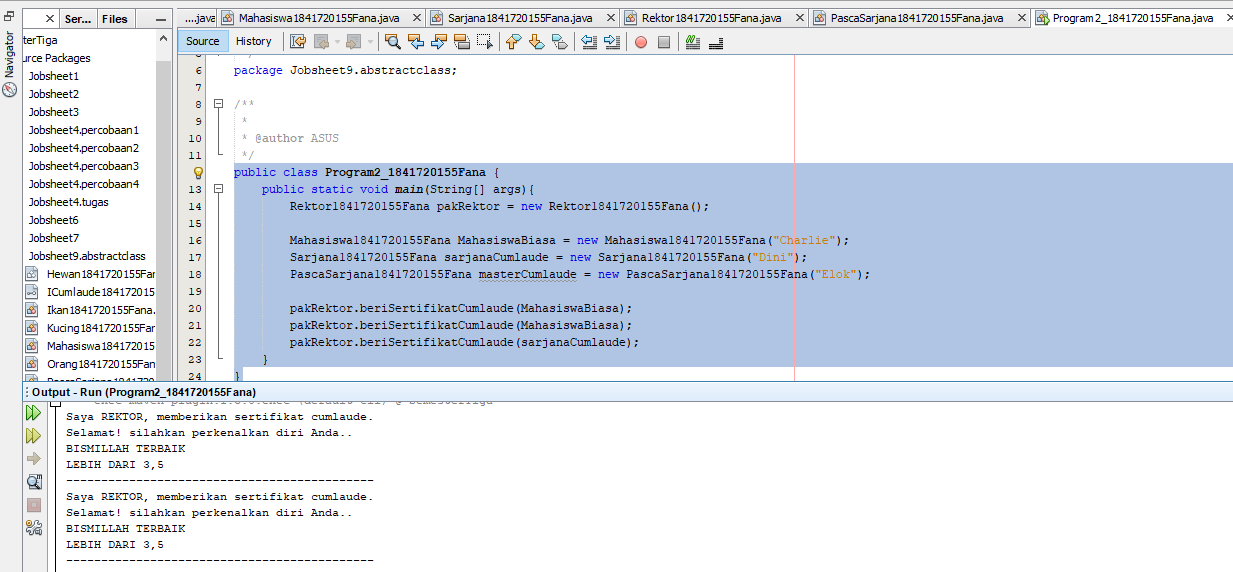 Ser...
Files
....java
Mahasiswa1841720155Fana.java
Sarjana1841720155Fana.java
Rektor1841720155Fana.java
PascaSarjana1841720155Fana.java
Program2_1841720155Fana.java
Navigator
Source
History
terTiga
urce Packages
Jobsheet1
Jobsheet2
Jobsheet3
Jobsheet4.percobaan1
Jobsheet4.percobaan2
Jobsheet4.percobaan3
Jobsheet4.percobaan4
Jobsheet4.tugas
Jobsheet6
Jobsheet7
Jobsheet9.abstractclass
Hewan1841720155Far
ICumlaude1841720155
Ikan1841720155Fana.
Kucing1841720155Far
Mahasiswa184172015
Orang1841720155Fan
6 package Jobsheet9.abstractclass;
7
8 /**
9 *
10 * @author ASUS
11 */
public class Program2_1841720155Fana {
13 public static void main(String[] args){
14 Rektor1841720155Fana pakRektor = new Rektor1841720155Fana();
15
16 Mahasiswa1841720155Fana MahasiswaBiasa = new Mahasiswa1841720155Fana("Charlie");
17 Sarjana1841720155Fana sarjanaCumlaude = new Sarjana1841720155Fana("Dini");
18 PascaSarjana1841720155Fana masterCumlaude = new PascaSarjana1841720155Fana("Elok");
19
20 pakRektor.beriSertifikatCumlaude(MahasiswaBiasa);
21 pakRektor.beriSertifikatCumlaude(MahasiswaBiasa);
22 pakRektor.beriSertifikatCumlaude(sarjanaCumlaude);
23 }
24 }
Output - Run (Program2_1841720155Fana)
Saya REKTOR, memberikan sertifikat cumlaude.
Selamat! silahkan perkenalkan diri Anda..
BISMILLAH TERBAIK
LEBIH DARI 3,5
--------------------------------------------
Saya REKTOR, memberikan sertifikat cumlaude.
Selamat! silahkan perkenalkan diri Anda..
BISMILLAH TERBAIK
LEBIH DARI 3,5
--------------------------------------------